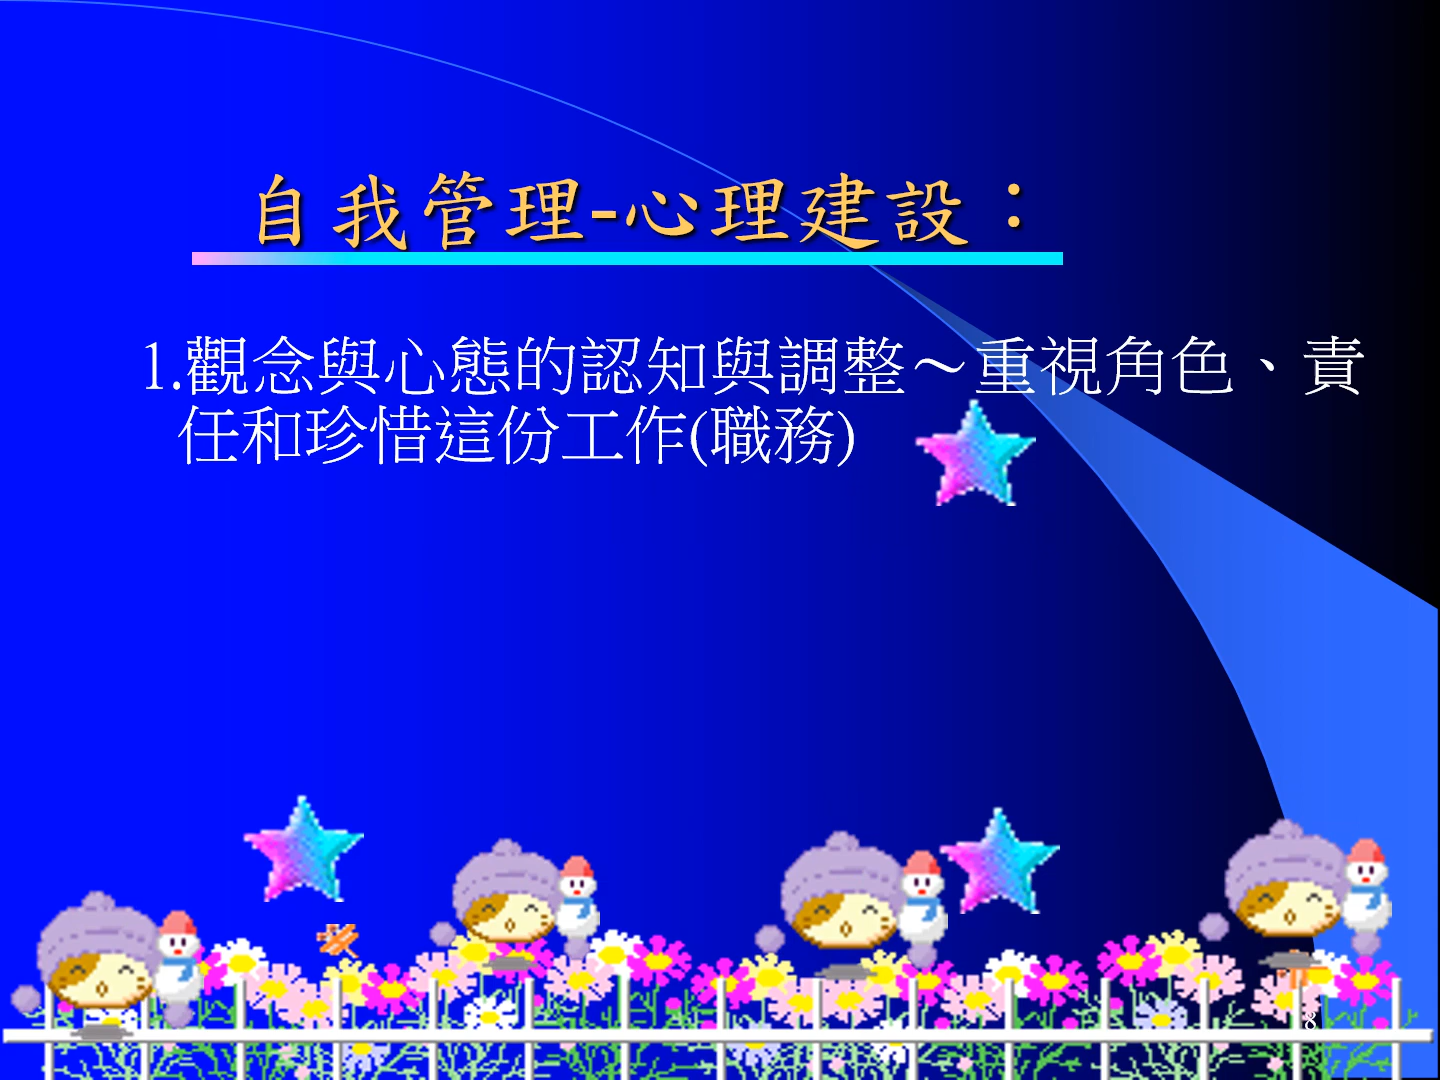 自我管理-心理建設：
1.觀念與心態的認知與調整～重視角色、責
任和珍惜這份工作(職務)
8